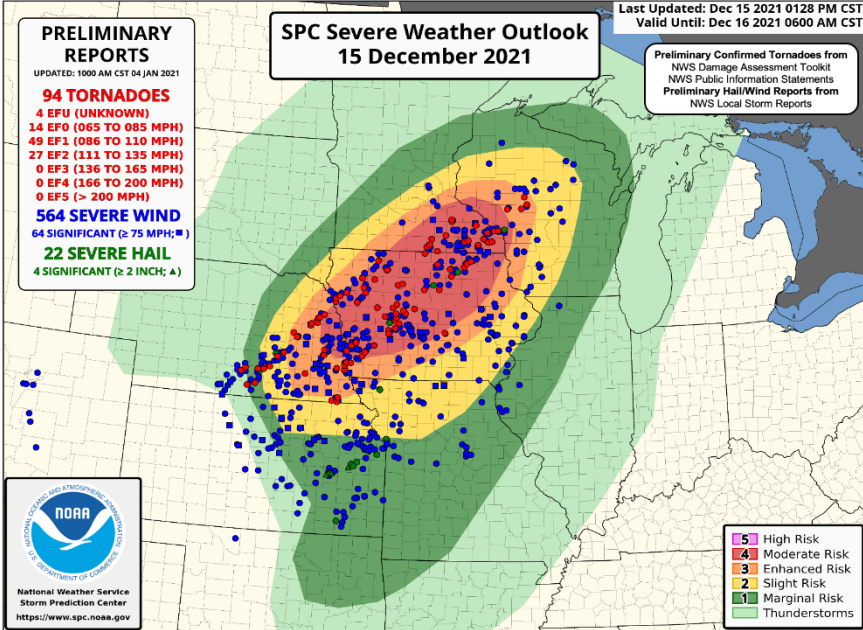 PRELIMINARY
REPORTS
UPDATED: 1000 AM CST 04 JAN 2021
94 TORNADOES
4 EFU (UNKNOWN)
14 EF0 (065 TO 085 MPH)
49 EF1 (086 TO 110 MPH)
27 EF2 (111 TO 135 MPH)
0 EF3 (136 TO 165 MPH)
0 EF4 (166 TO 200 MPH)
0 EF5 (> 200 MPH)
564 SEVERE WIND
64 SIGNIFICANT (≥ 75 MPH;■ )
22 SEVERE HAIL
4 SIGNIFICANT (≥ 2 INCH; ▲)
SPC Severe Weather Outlook
15 December 2021
Last Updated: Dec 15 2021 0128 PM CST
Valid Until: Dec 16 2021 0600 AM CST
Preliminary Confirmed Tornadoes from
NWS Damage Assessment Toolkit
NWS Public Information Statements
Preliminary Hail/Wind Reports from
NWS Local Storm Reports
NATIONAL OCEANIC AND ATMOSPHERIC ADMINISTRATION
NOAA
U.S. DEPARTMENT OF COMMERCE
National Weather Service
Storm Prediction Center
https://www.spc.noaa.gov
5 High Risk
4 Moderate Risk
3 Enhanced Risk
2 Slight Risk
1 Marginal Risk
Thunderstorms